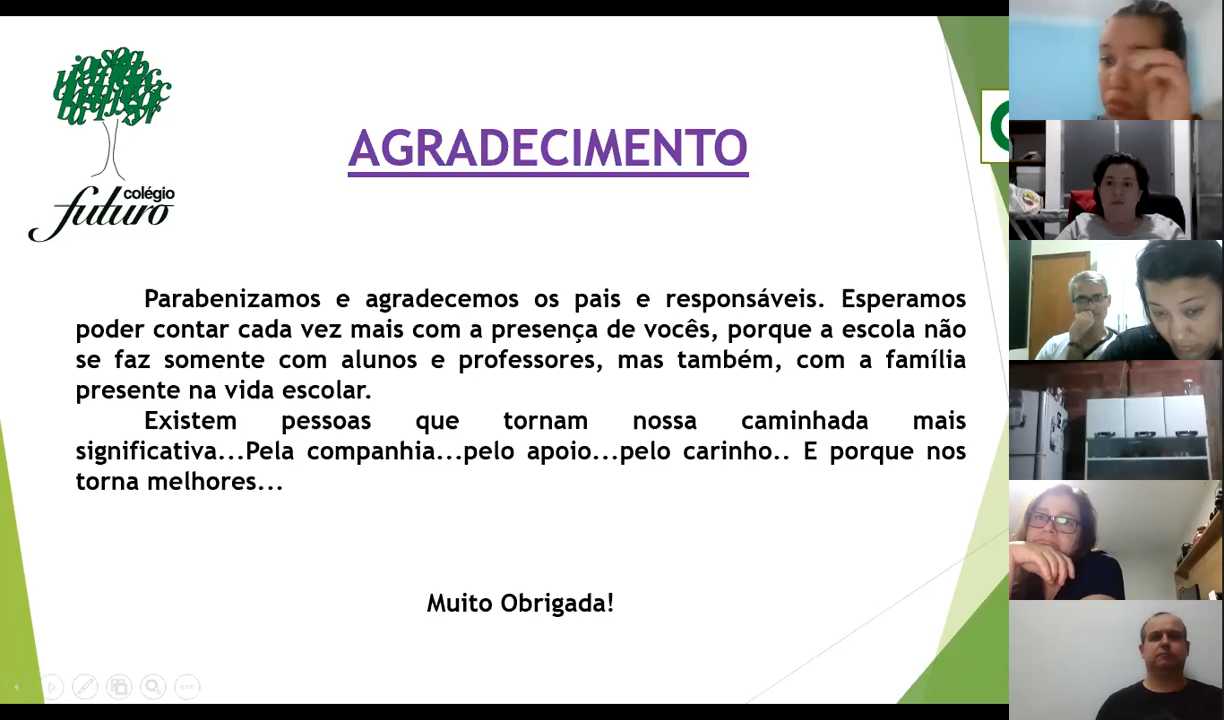 colégio
futuro
AGRADECIMENTO
Parabenizamos e agradecemos os pais e responsáveis. Esperamos
poder contar cada vez mais com a presença de vocês, porque a escola não
se faz somente com alunos e professores, mas também, com a família
presente na vida escolar.
Existem pessoas que tornam nossa caminhada mais
significativa...Pela companhia...pelo apoio...pelo carinho.. E porque nos
torna melhores...
Muito Obrigada!